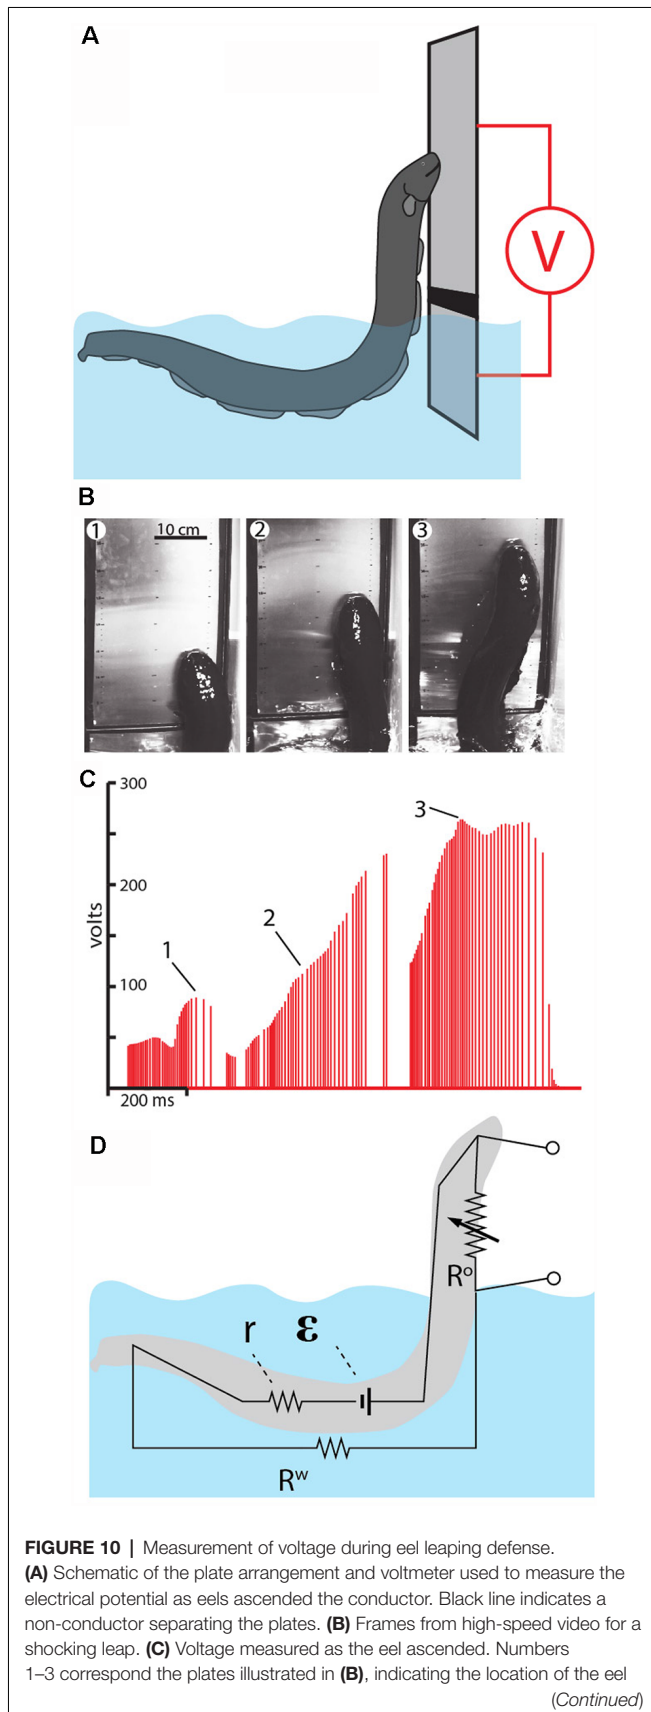 A
V
B
1
10 cm
2
3
C
300
200
100
volts
1
2
3
200 ms
D
Rᵒ
r
ε
Rʷ
FIGURE 10 | Measurement of voltage during eel leaping defense.
(A) Schematic of the plate arrangement and voltmeter used to measure the
electrical potential as eels ascended the conductor. Black line indicates a
non-conductor separating the plates. (B) Frames from high-speed video for a
shocking leap. (C) Voltage measured as the eel ascended. Numbers
1–3 correspond the plates illustrated in (B), indicating the location of the eel
(Continued)